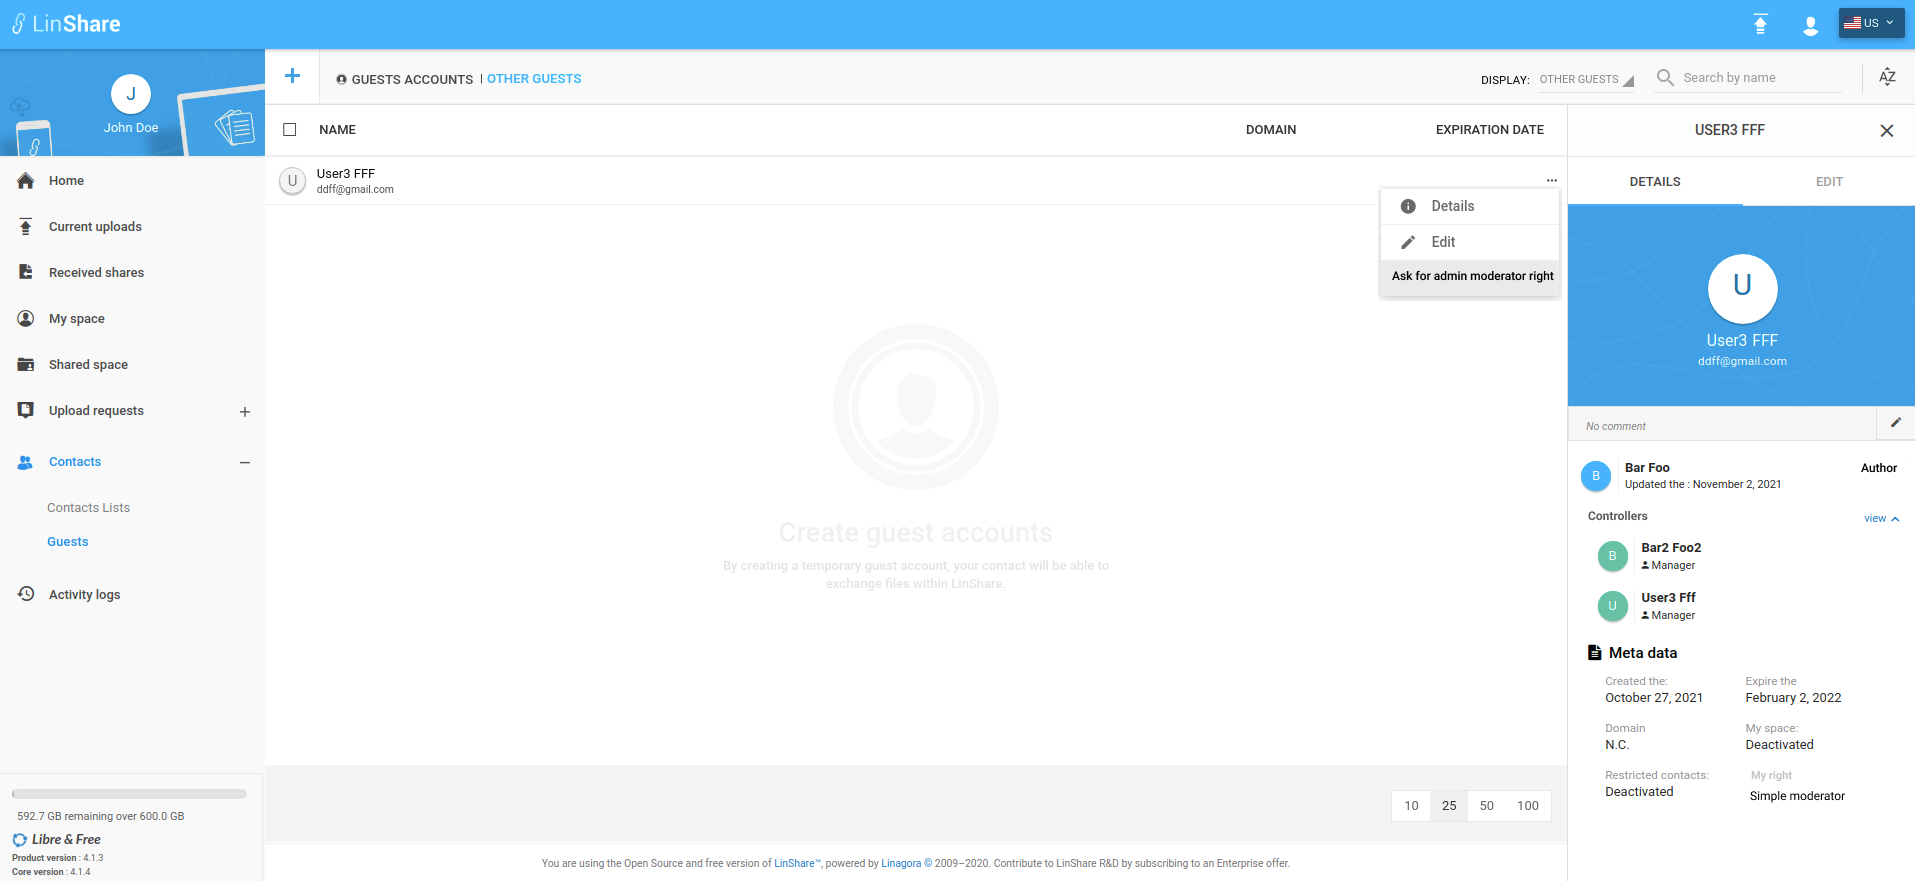 LinShare
US
J
John Doe
GUESTS ACCOUNTS | OTHER GUESTS
DISPLAY: OTHER GUESTS
Search by name
AZ
Home
Current uploads
Received shares
My space
Shared space
Upload requests +
Contacts –
Contacts Lists
Guests
Activity logs
592.7 GB remaining over 600.0 GB
Libre & Free
Product version : 4.1.3
Core version : 4.1.4
NAME DOMAIN EXPIRATION DATE
U
User3 FFF
ddff@gmail.com
Details
Edit
Ask for admin moderator right
Create guest accounts
By creating a temporary guest account, your contact will be able to
exchange files within LinShare.
10 25 50 100
You are using the Open Source and free version of LinShare™, powered by Linagora © 2009–2020. Contribute to LinShare R&D by subscribing to an Enterprise offer.
USER3 FFF
DETAILS EDIT
U
User3 FFF
ddff@gmail.com
No comment
B
Bar Foo Author
Updated the : November 2, 2021
Controllers view
B
Bar2 Foo2
Manager
U
User3 Fff
Manager
Meta data
Created the: Expire the
October 27, 2021 February 2, 2022
Domain My space:
N.C. Deactivated
Restricted contacts: My right
Deactivated Simple moderator